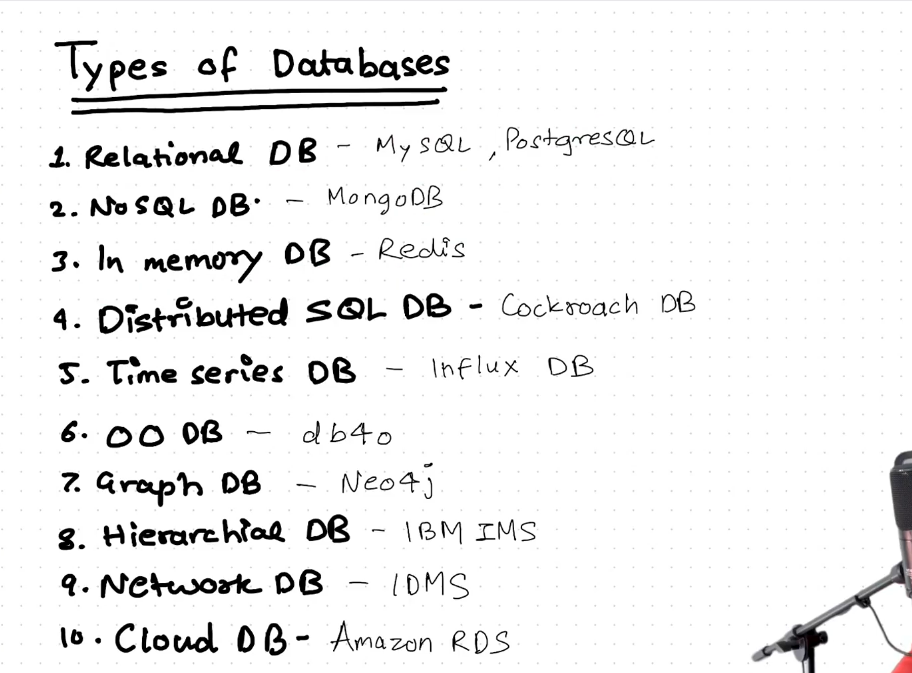 Types of Databases
1. Relational DB - MySQL, PostgresQL
2. NoSQL DB. - MongoDB
3. In memory DB - Redis
4. Distributed SQL DB - Cockroach DB
5. Time series DB - Influx DB
6. OO DB - db4o
7. Graph DB - Neo4j
8. Hierarchial DB - IBM IMS
9. Network DB - IDMS
10. Cloud DB - Amazon RDS